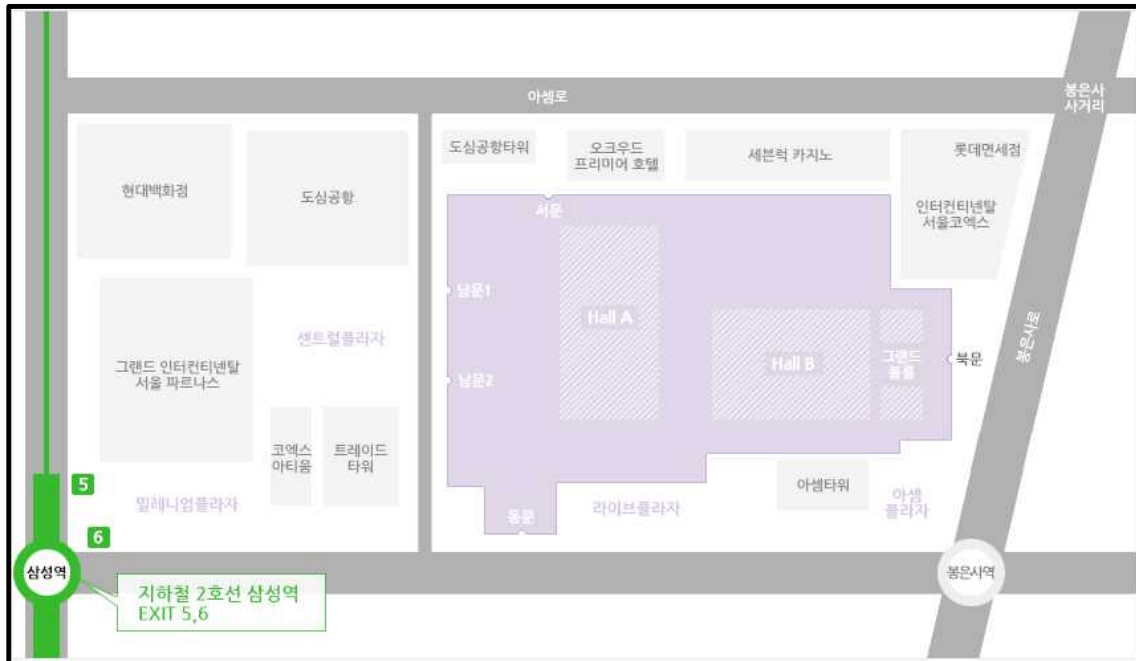 아셈로
봉은사
사거리
현대백화점
도심공항
도심공항타워
오크우드
프리미어 호텔
세븐럭 카지노
롯데면세점
인터컨티넨탈
서울코엑스
서문
남문1
Hall A
센트럴플라자
봉은사로
그랜드 인터컨티넨탈
서울 파르나스
남문2
Hall B
그랜드
볼룸
북문
코엑스
아티움
트레이드
타워
5
밀레니엄플라자
동문
라이브플라자
아셈타워
아셈
플라자
6
삼성역
봉은사역
지하철 2호선 삼성역
EXIT 5,6